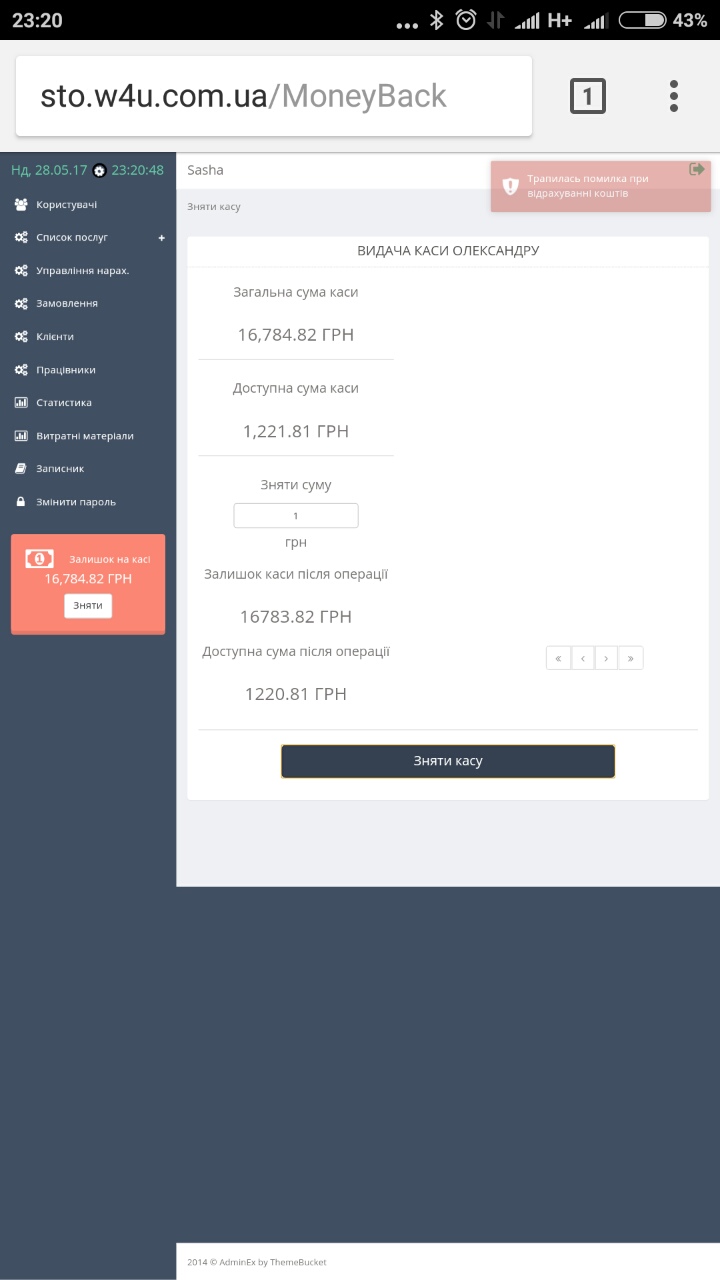 23:20
H+
43%
sto.w4u.com.ua/MoneyBack
1
Нд, 28.05.17 23:20:48
Користувачі
Список послуг +
Управління нарах.
Замовлення
Клієнти
Працівники
Статистика
Витратні матеріали
Записник
Змінити пароль
Залишок на касі
16,784.82 ГРН
Зняти
Sasha
Трапилась помилка при
відрахуванні коштів
Зняти касу
ВИДАЧА КАСИ ОЛЕКСАНДРУ
Загальна сума каси
16,784.82 ГРН
Доступна сума каси
1,221.81 ГРН
Зняти суму
1
грн
Залишок каси після операції
16783.82 ГРН
Доступна сума після операції
1220.81 ГРН
« ‹ › »
Зняти касу
2014 © AdminEx by ThemeBucket